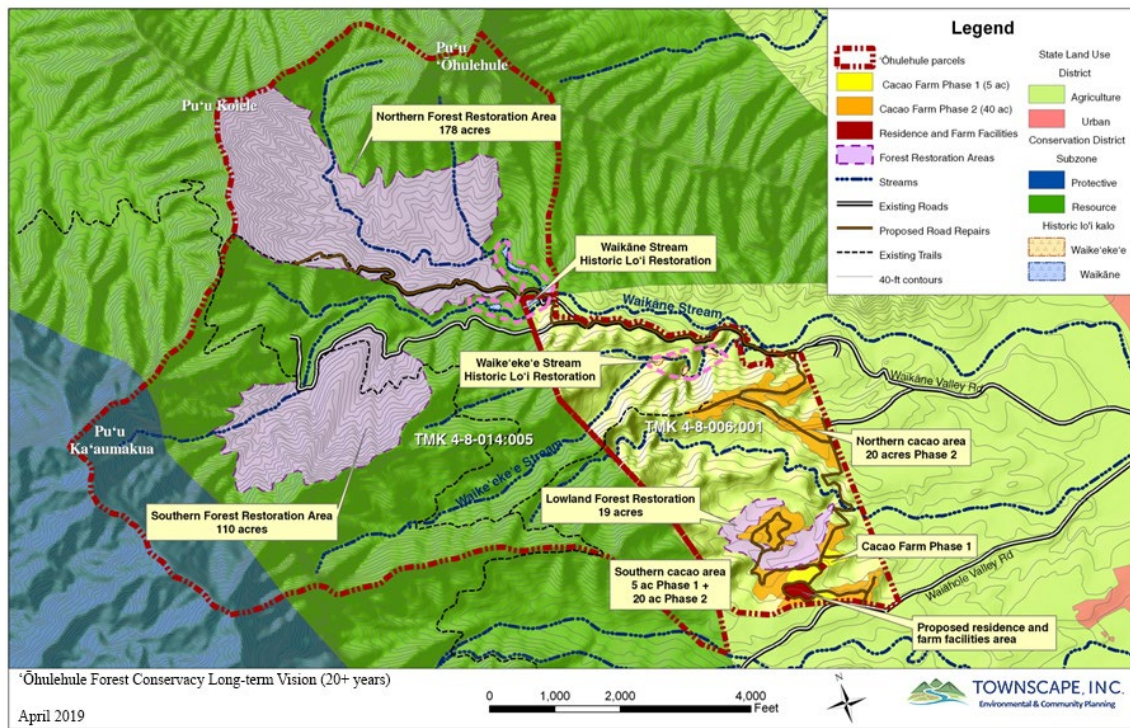 Pu‘u
‘Ōhulehule
Pu‘u Koiele
Northern Forest Restoration Area
178 acres
Waikāne Stream
Historic Lo‘i Restoration
Waikāne Stream
Waike‘eke‘e Stream
Historic Lo‘i Restoration
Waikāne Valley Rd
Pu‘u
Ka‘aumakua
TMK 4-8-014:005
TMK 4-8-006:001
Northern cacao area
20 acres Phase 2
Waike‘eke‘e Stream
Lowland Forest Restoration
19 acres
Southern Forest Restoration Area
110 acres
Cacao Farm Phase 1
Waiāhole Valley Rd
Southern cacao area
5 ac Phase 1 +
20 ac Phase 2
Proposed residence and
farm facilities area
Legend
‘Ōhulehule parcels
Cacao Farm Phase 1 (5 ac)
Cacao Farm Phase 2 (40 ac)
Residence and Farm Facilities
Forest Restoration Areas
Streams
Existing Roads
Proposed Road Repairs
Existing Trails
40-ft contours
State Land Use
District
Agriculture
Urban
Conservation District
Subzone
Protective
Resource
Historic lo‘i kalo
Waike‘eke‘e
Waikāne
‘Ōhulehule Forest Conservacy Long-term Vision (20+ years)
April 2019
0 1,000 2,000 4,000
Feet
N
TOWNSCAPE, INC.
Environmental & Community Planning